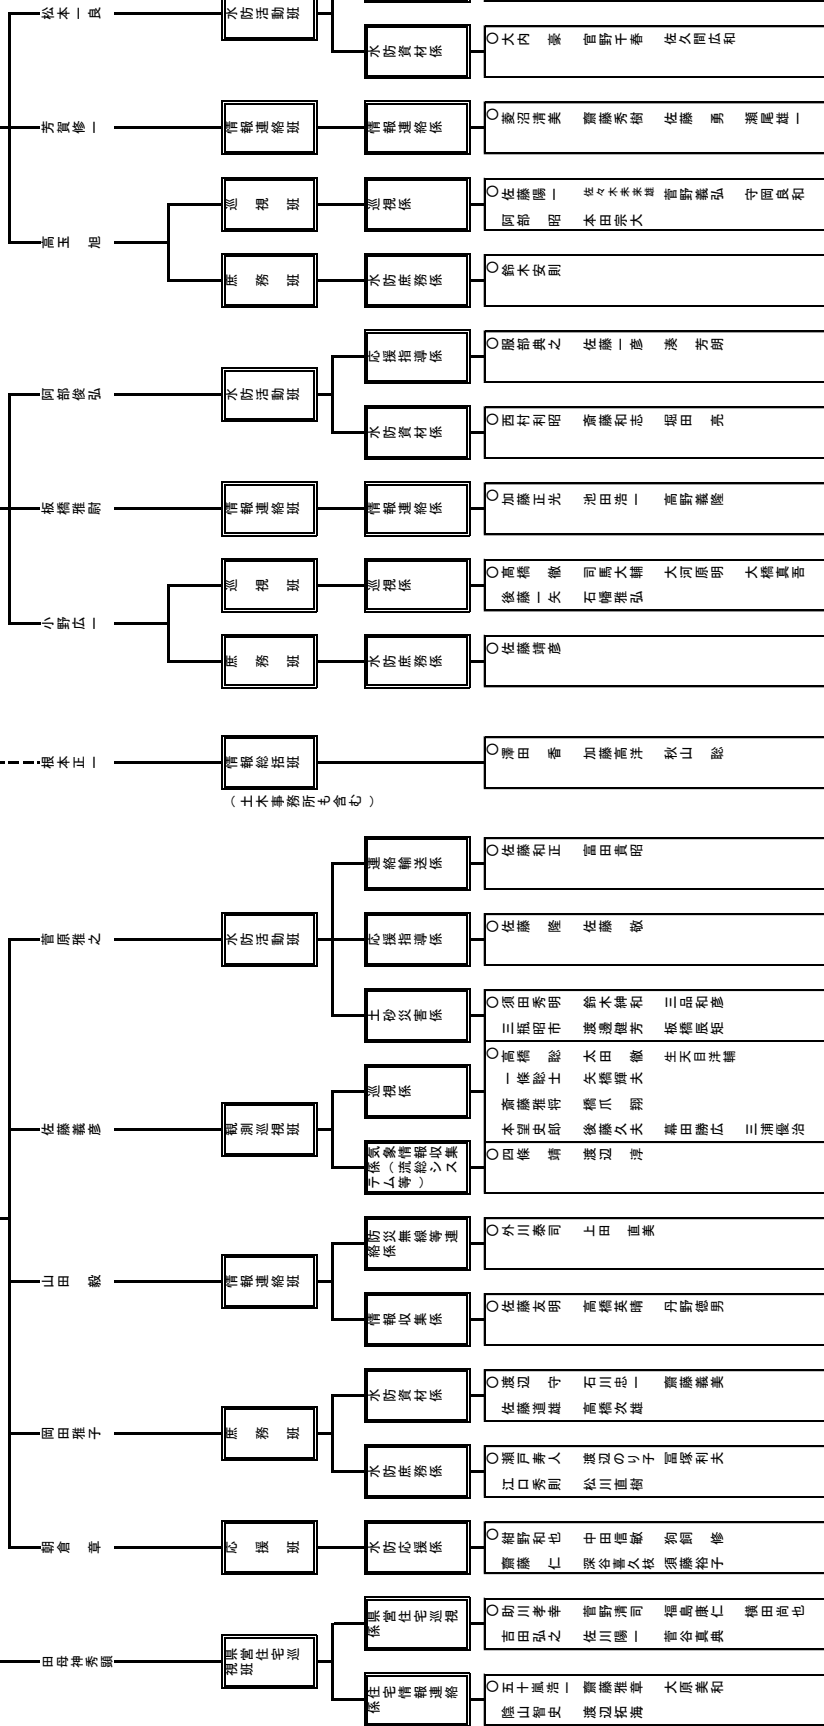 松本一良
水防活動班
水防資材係
○大内　豪　官野千春　佐久間広和
芳賀修一
情報連絡班
情報連絡係
○菱沼清美　齋藤秀樹　佐藤　勇　瀬尾雄一
高玉　旭
巡　視　班
巡視係
○佐藤陽一　佐々木未来雄　菅野義弘　守岡良和
阿部　昭　本田宗大
庶　務　班
水防庶務係
○鈴木安則
阿部俊弘
水防活動班
応援指導係
○服部典之　佐藤一彦　湊　芳朗
水防資材係
○西村利昭　斎藤和志　堀田　亮
板橋雅尉
情報連絡班
情報連絡係
○加藤正光　池田浩一　高野義隆
小野広一
巡　視　班
巡視係
○髙橋　徹　司馬大輔　大河原明　大橋真吾
後藤一矢　石幡雅弘
庶　務　班
水防庶務係
○佐藤靖彦
根本正一
情報総括班
（土木事務所も含む）
○澤田　香　加藤高洋　秋山　聡
菅原雅之
水防活動班
連絡輸送係
○佐藤和正　富田貴昭
応援指導係
○佐藤　隆　佐藤　敬
土砂災害係
○須田秀明　鈴木紳和　三品和彦
三瓶昭市　渡邊健芳　板橋辰矩
佐藤義彦
観測巡視班
巡視係
○高橋　聡　太田　徹　生天目洋輔
一條聡士　矢橋輝夫
斎藤雅将　橋爪　翔
本望史郎　後藤久夫　幕田勝広　三浦優治
気象情報収集
係（流総シス
テム等）
○四條　靖　渡辺　淳
山田　毅
情報連絡班
防災無線等連
絡係
○外川泰司　上田　直美
情報収集係
○佐藤友明　高橋英晴　丹野徳男
岡田雅子
庶　務　班
水防資材係
○渡辺　守　石川忠一　齋藤義美
佐藤道雄　高橋次雄
水防庶務係
○瀬戸寿人　渡辺のり子　冨塚利夫
江口秀則　松川直樹
朝倉　章
応　援　班
水防応援係
○紺野和也　中田信敏　狗飼　修
齋藤　仁　深谷喜久枝　須藤裕子
田母神秀顕
県営住宅巡
視班
県営住宅巡視
係
○助川孝幸　菅野清司　福島康仁　横田尚也
吉田弘之　佐川陽一　菅谷真典
住宅情報連絡
係
○五十嵐浩一　齋藤雅章　大原美和
陰山智史　渡辺拓海